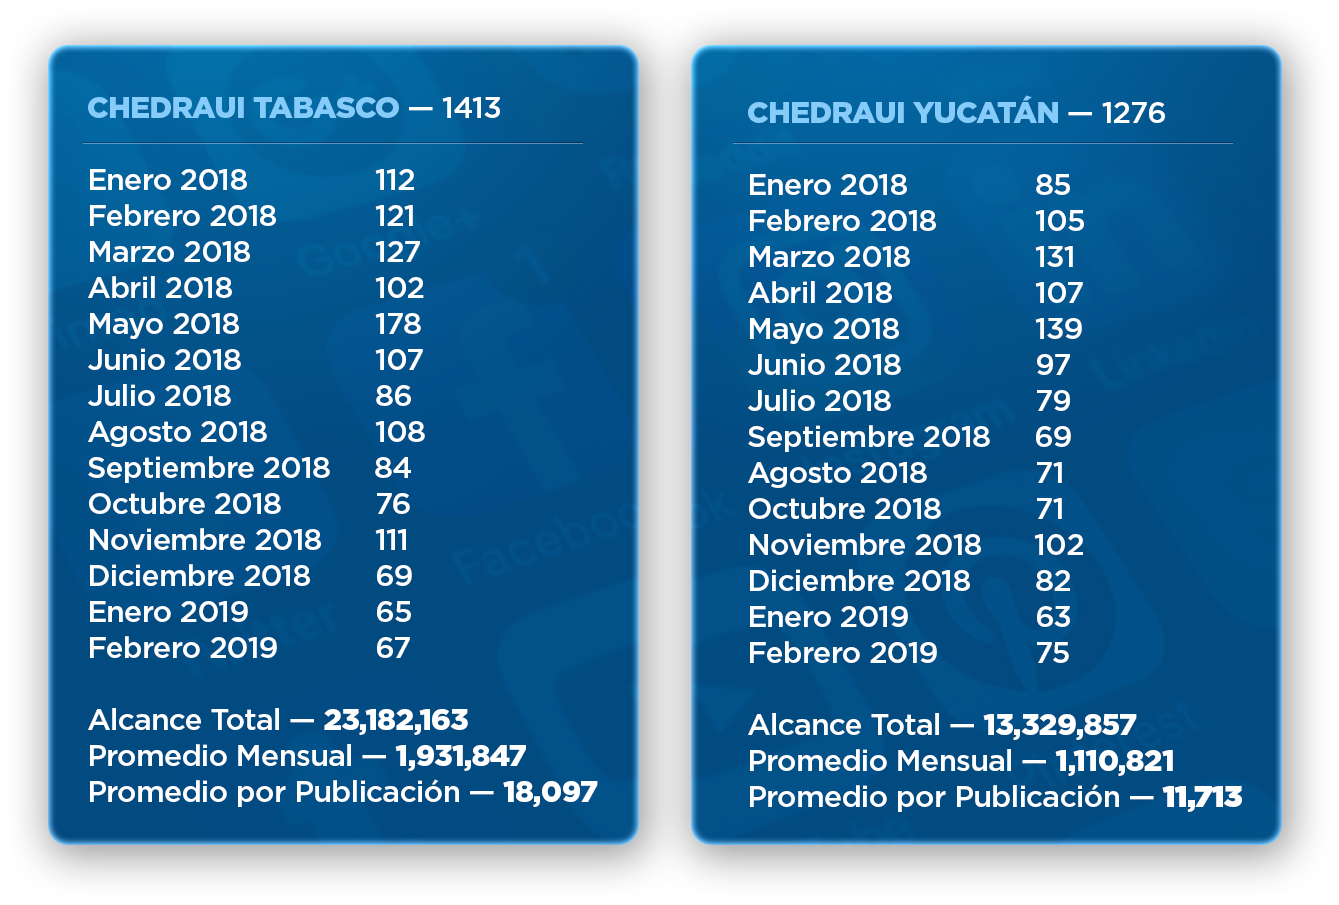 CHEDRAUI TABASCO — 1413
Enero 2018 112
Febrero 2018 121
Marzo 2018 127
Abril 2018 102
Mayo 2018 178
Junio 2018 107
Julio 2018 86
Agosto 2018 108
Septiembre 2018 84
Octubre 2018 76
Noviembre 2018 111
Diciembre 2018 69
Enero 2019 65
Febrero 2019 67
Alcance Total — 23,182,163
Promedio Mensual — 1,931,847
Promedio por Publicación — 18,097
CHEDRAUI YUCATÁN — 1276
Enero 2018 85
Febrero 2018 105
Marzo 2018 131
Abril 2018 107
Mayo 2018 139
Junio 2018 97
Julio 2018 79
Septiembre 2018 69
Agosto 2018 71
Octubre 2018 71
Noviembre 2018 102
Diciembre 2018 82
Enero 2019 63
Febrero 2019 75
Alcance Total — 13,329,857
Promedio Mensual — 1,110,821
Promedio por Publicación — 11,713